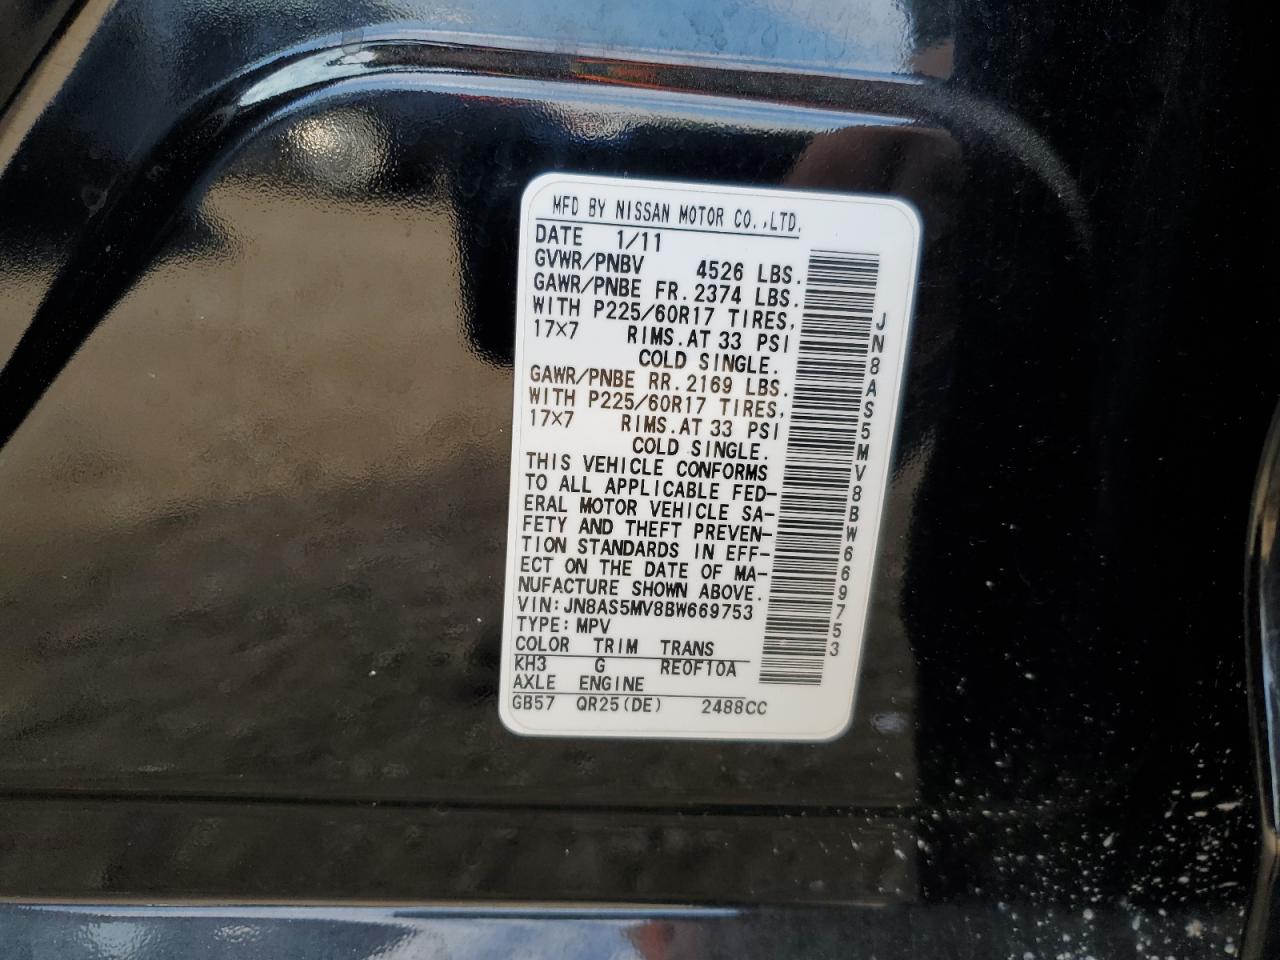 MFD BY NISSAN MOTOR CO.,LTD.
DATE 1/11
GVWR/PNBV 4526 LBS.
GAWR/PNBE FR. 2374 LBS.
WITH P225/60R17 TIRES,
17×7 RIMS. AT 33 PSI
COLD SINGLE.
GAWR/PNBE RR. 2169 LBS.
WITH P225/60R17 TIRES,
17×7 RIMS. AT 33 PSI
COLD SINGLE.
THIS VEHICLE CONFORMS
TO ALL APPLICABLE FED-
ERAL MOTOR VEHICLE SA-
FETY AND THEFT PREVEN-
TION STANDARDS IN EFF-
ECT ON THE DATE OF MA-
NUFACTURE SHOWN ABOVE.
VIN: JN8AS5MV8BW669753
TYPE: MPV
COLOR TRIM TRANS
KH3 G RE0F10A
AXLE ENGINE
GB57 QR25(DE) 2488CC
JN8AS5MV8BW669753